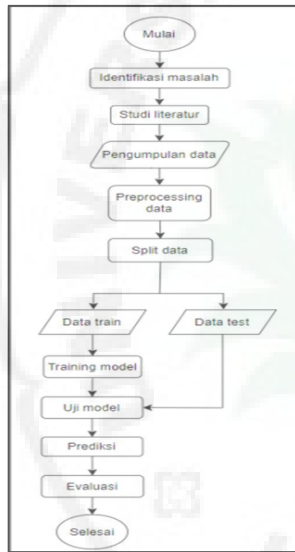 Mulai
Identifikasi masalah
Studi literatur
Pengumpulan data
Preprocessing
data
Split data
Data train
Data test
Training model
Uji model
Prediksi
Evaluasi
Selesai